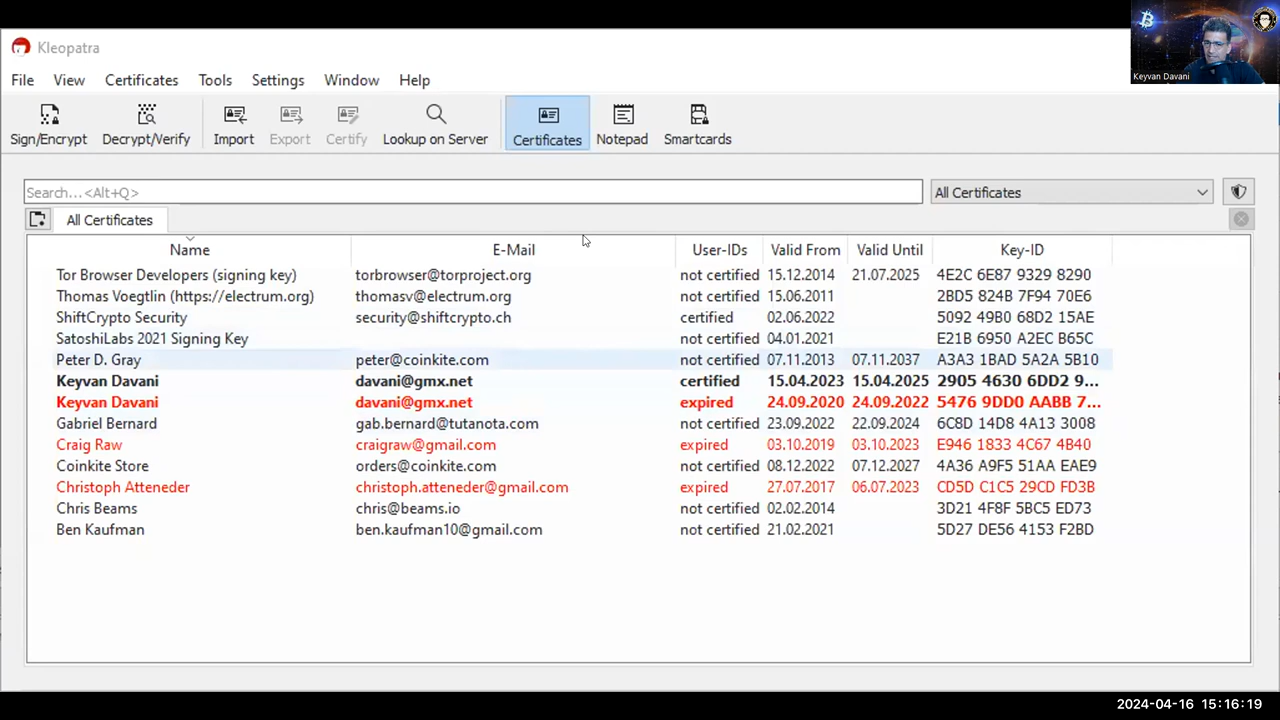 Kleopatra
Keyvan Davani
File View Certificates Tools Settings Window Help
Sign/Encrypt Decrypt/Verify Import Export Certify Lookup on Server Certificates Notepad Smartcards
Search...<Alt+Q> All Certificates
All Certificates
Name E-Mail User-IDs Valid From Valid Until Key-ID
Tor Browser Developers (signing key) torbrowser@torproject.org not certified 15.12.2014 21.07.2025 4E2C 6E87 9329 8290
Thomas Voegtlin (https://electrum.org) thomasv@electrum.org not certified 15.06.2011 2BD5 824B 7F94 70E6
ShiftCrypto Security security@shiftcrypto.ch certified 02.06.2022 5092 49B0 68D2 15AE
SatoshiLabs 2021 Signing Key not certified 04.01.2021 E21B 6950 A2EC B65C
Peter D. Gray peter@coinkite.com not certified 07.11.2013 07.11.2037 A3A3 1BAD 5A2A 5B10
Keyvan Davani davani@gmx.net certified 15.04.2023 15.04.2025 2905 4630 6DD2 9...
Keyvan Davani davani@gmx.net expired 24.09.2020 24.09.2022 5476 9DD0 AABB 7...
Gabriel Bernard gab.bernard@tutanota.com not certified 23.09.2022 22.09.2024 6C8D 14D8 4A13 3008
Craig Raw craigraw@gmail.com expired 03.10.2019 03.10.2023 E946 1833 4C67 4B40
Coinkite Store orders@coinkite.com not certified 08.12.2022 07.12.2027 4A36 A9F5 51AA EAE9
Christoph Atteneder christoph.atteneder@gmail.com expired 27.07.2017 06.07.2023 CD5D C1C5 29CD FD3B
Chris Beams chris@beams.io not certified 02.02.2014 3D21 4F8F 5BC5 ED73
Ben Kaufman ben.kaufman10@gmail.com not certified 21.02.2021 5D27 DE56 4153 F2BD
2024-04-16 15:16:19